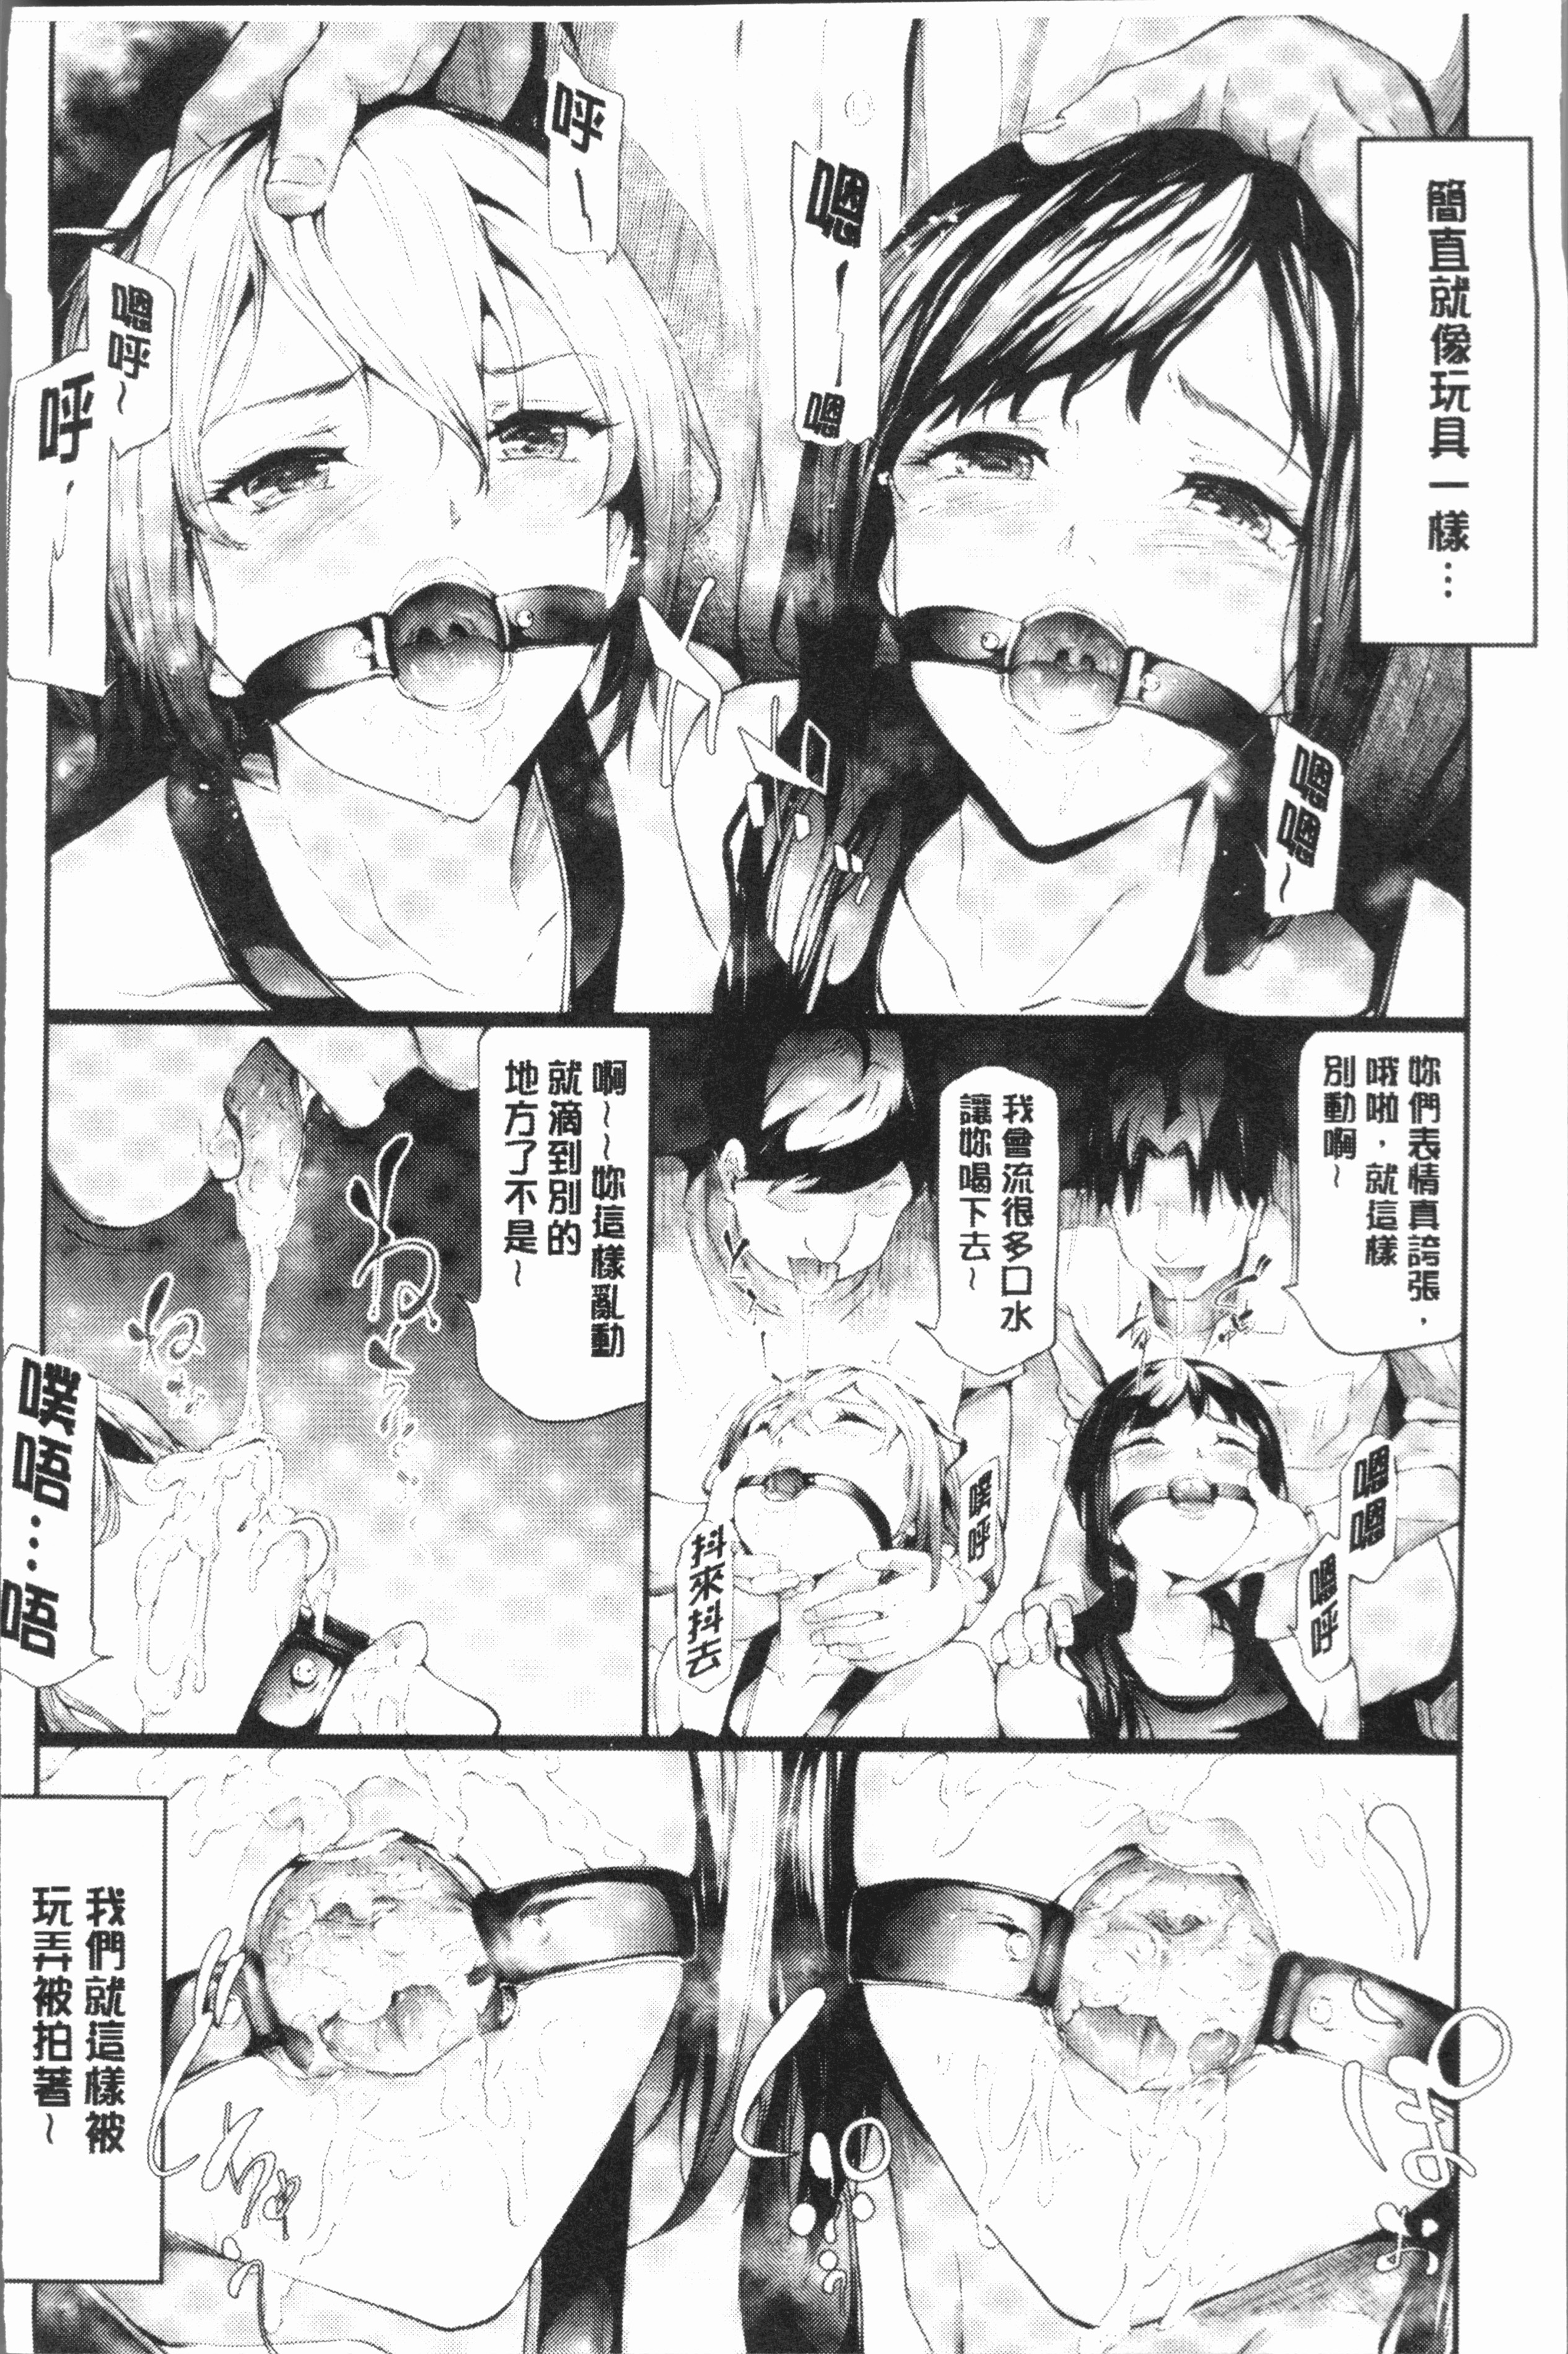 簡直就像玩具一樣…
嗯——嗯
呼—
嗯呼~
呼,
嗯嗯~
妳們表情真誇張,
哦啦,就這樣
別動啊~
我會流很多口水
讓妳喝下去~
嗯嗯
嗯呼
嘿呼
抖來抖去
啊~~妳這樣亂動
就滴到別的
地方了不是~
噗唔…唔
我們就這樣被
玩弄被拍著~